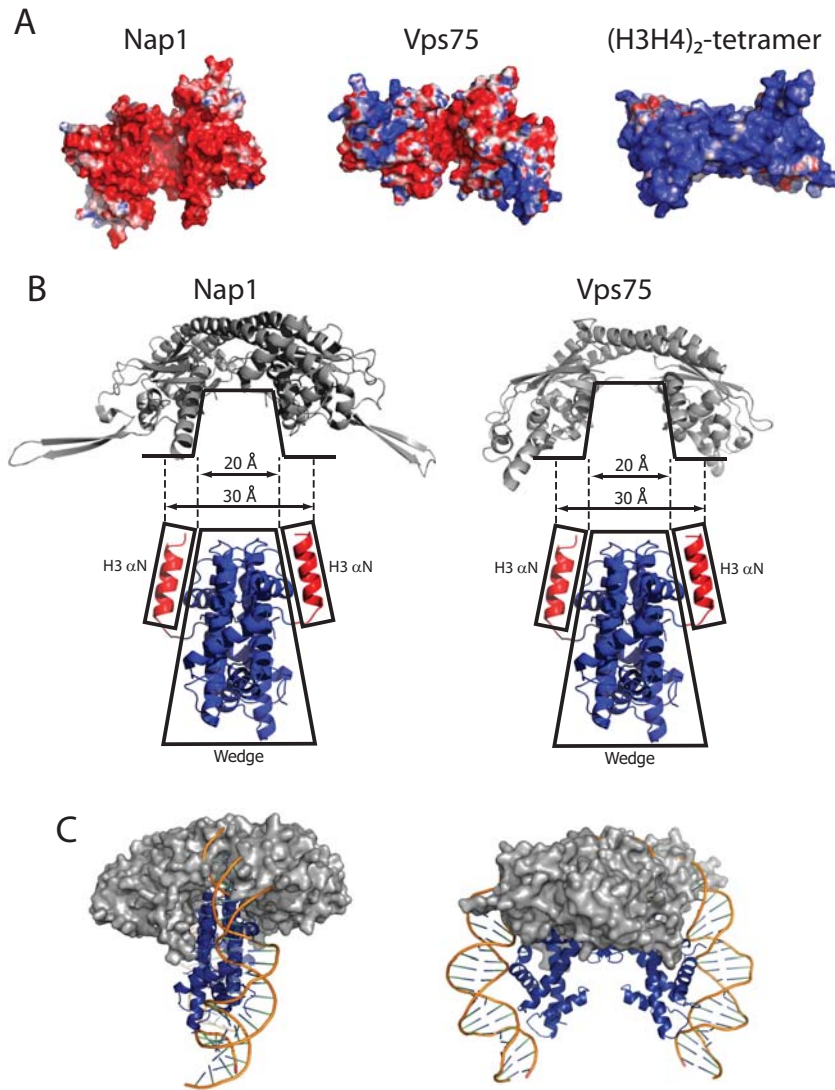 A
Nap1
Vps75
(H3H4)₂-tetramer
B
Nap1
Vps75
20 Å
30 Å
H3 αN
H3 αN
Wedge
20 Å
30 Å
H3 αN
H3 αN
Wedge
C